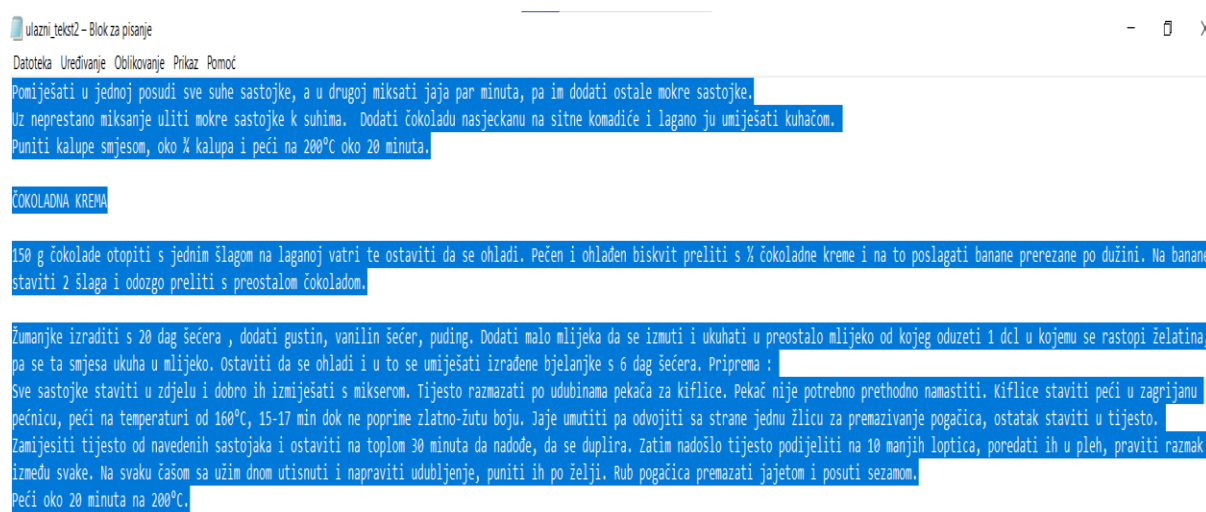 ulazni_tekst2 – Blok za pisanje
Datoteka Uređivanje Oblikovanje Prikaz Pomoć
Pomiješati u jednoj posudi sve suhe sastojke, a u drugoj miksati jaja par minuta, pa im dodati ostale mokre sastojke.
Uz neprestano miksanje uliti mokre sastojke k suhima.  Dodati čokoladu nasjeckanu na sitne komadiće i lagano ju umiješati kuhačom.
Puniti kalupe smjesom, oko ¾ kalupa i peći na 200°C oko 20 minuta.
ČOKOLADNA KREMA
150 g čokolade otopiti s jednim šlagom na laganoj vatri te ostaviti da se ohladi. Pečen i ohlađen biskvit preliti s ½ čokoladne kreme i na to poslagati banane prerezane po dužini. Na banane
staviti 2 šlaga i odozgo preliti s preostalom čokoladom.
Žumanjke izraditi s 20 dag šećera , dodati gustin, vanilin šećer, puding. Dodati malo mlijeka da se izmuti i ukuhati u preostalo mlijeko od kojeg oduzeti 1 dcl u kojemu se rastopi želatina,
pa se ta smjesa ukuha u mlijeko. Ostaviti da se ohladi i u to se umiješati izrađene bjelanjke s 6 dag šećera. Priprema :
Sve sastojke staviti u zdjelu i dobro ih izmiješati s mikserom. Tijesto razmazati po udubinama pekača za kiflice. Pekač nije potrebno prethodno namastiti. Kiflice staviti peći u zagrijanu
pećnicu, peći na temperaturi od 160°C, 15-17 min dok ne poprime zlatno-žutu boju. Jaje umutiti pa odvojiti sa strane jednu žlicu za premazivanje pogačica, ostatak staviti u tijesto.
Zamijesiti tijesto od navedenih sastojaka i ostaviti na toplom 30 minuta da nadođe, da se duplira. Zatim nadošlo tijesto podijeliti na 10 manjih loptica, poredati ih u pleh, praviti razmak
između svake. Na svaku čašom sa užim dnom utisnuti i napraviti udubljenje, puniti ih po želji. Rub pogačica premazati jajetom i posuti sezamom.
Peći oko 20 minuta na 200°C.